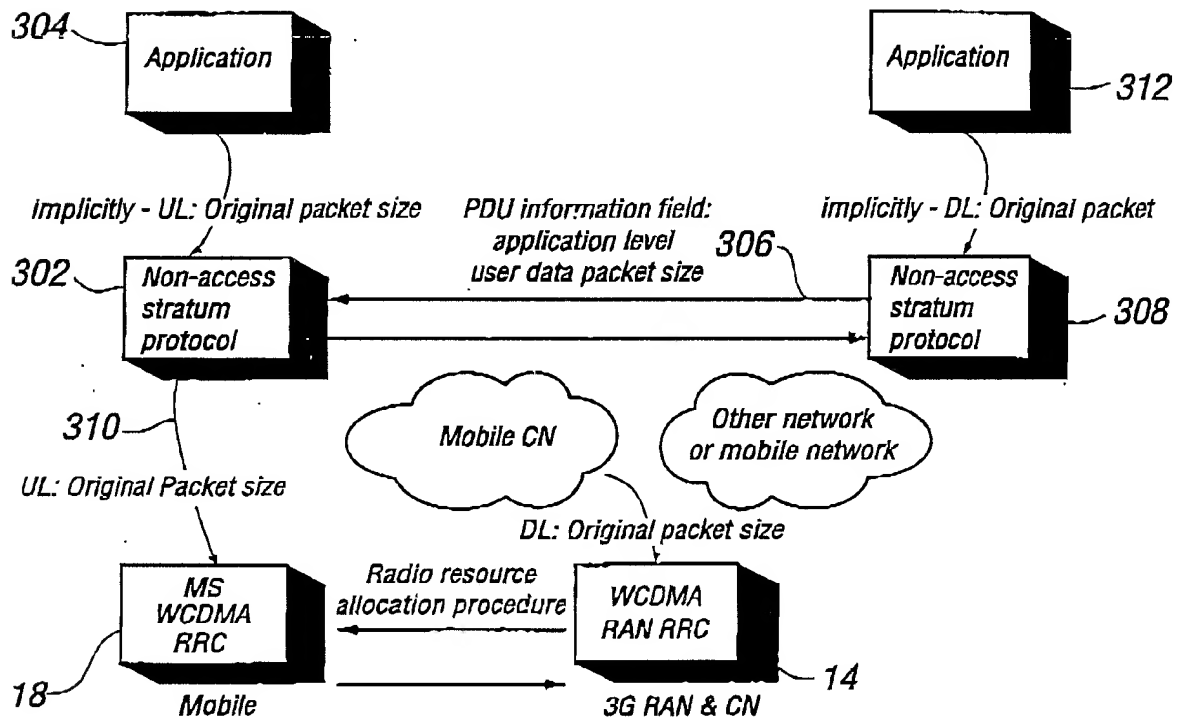 304
Application
Application
312
implicitly - UL: Original packet size
PDU information field:
application level
user data packet size
306
implicitly - DL: Original packet
302
Non-access
stratum
protocol
Non-access
stratum
protocol
308
310
Mobile CN
Other network
or mobile network
UL: Original Packet size
DL: Original packet size
MS
WCDMA
RRC
Radio resource
allocation procedure
WCDMA
RAN RRC
18
Mobile
14
3G RAN & CN